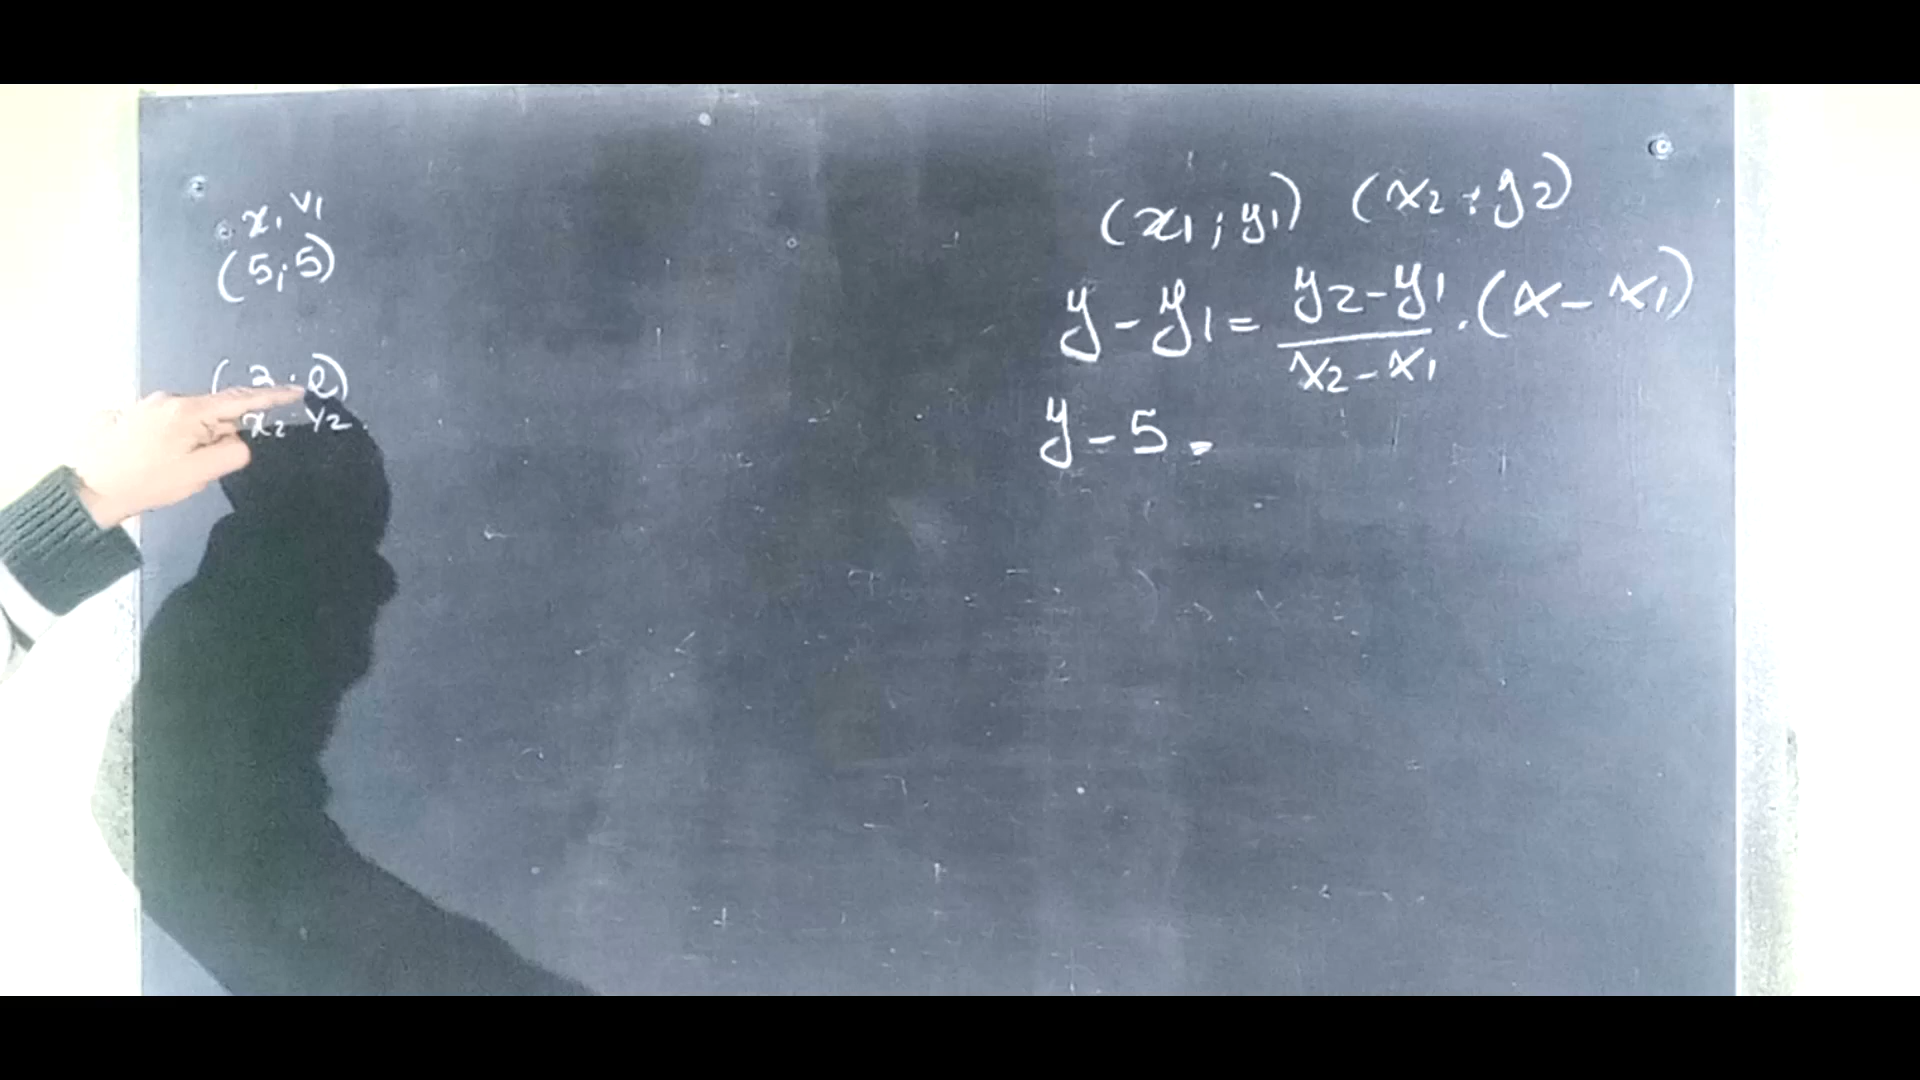 x1 y1
(5;5)
( ; )
x2 y2
(x1;y1) (x2;y2)
y-y1=y2-y1/x2-x1.(x-x1)
y-5=